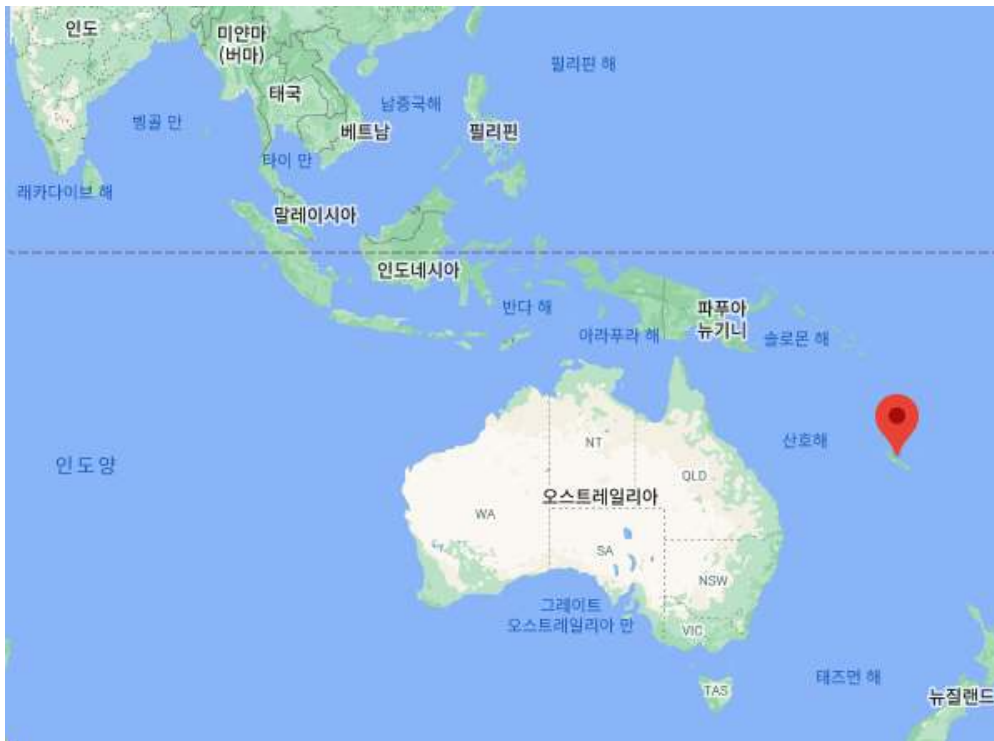 인도
미얀마
(버마)
필리핀 해
태국
남중국해
벵골 만
베트남
필리핀
타이 만
래카다이브 해
말레이시아
인도네시아
반다 해
파푸아
뉴기니
아라푸라 해
솔로몬 해
산호해
NT
인도양
QLD
오스트레일리아
WA
SA
NSW
그레이트
오스트레일리아 만
VIC
태즈먼 해
TAS
뉴질랜드